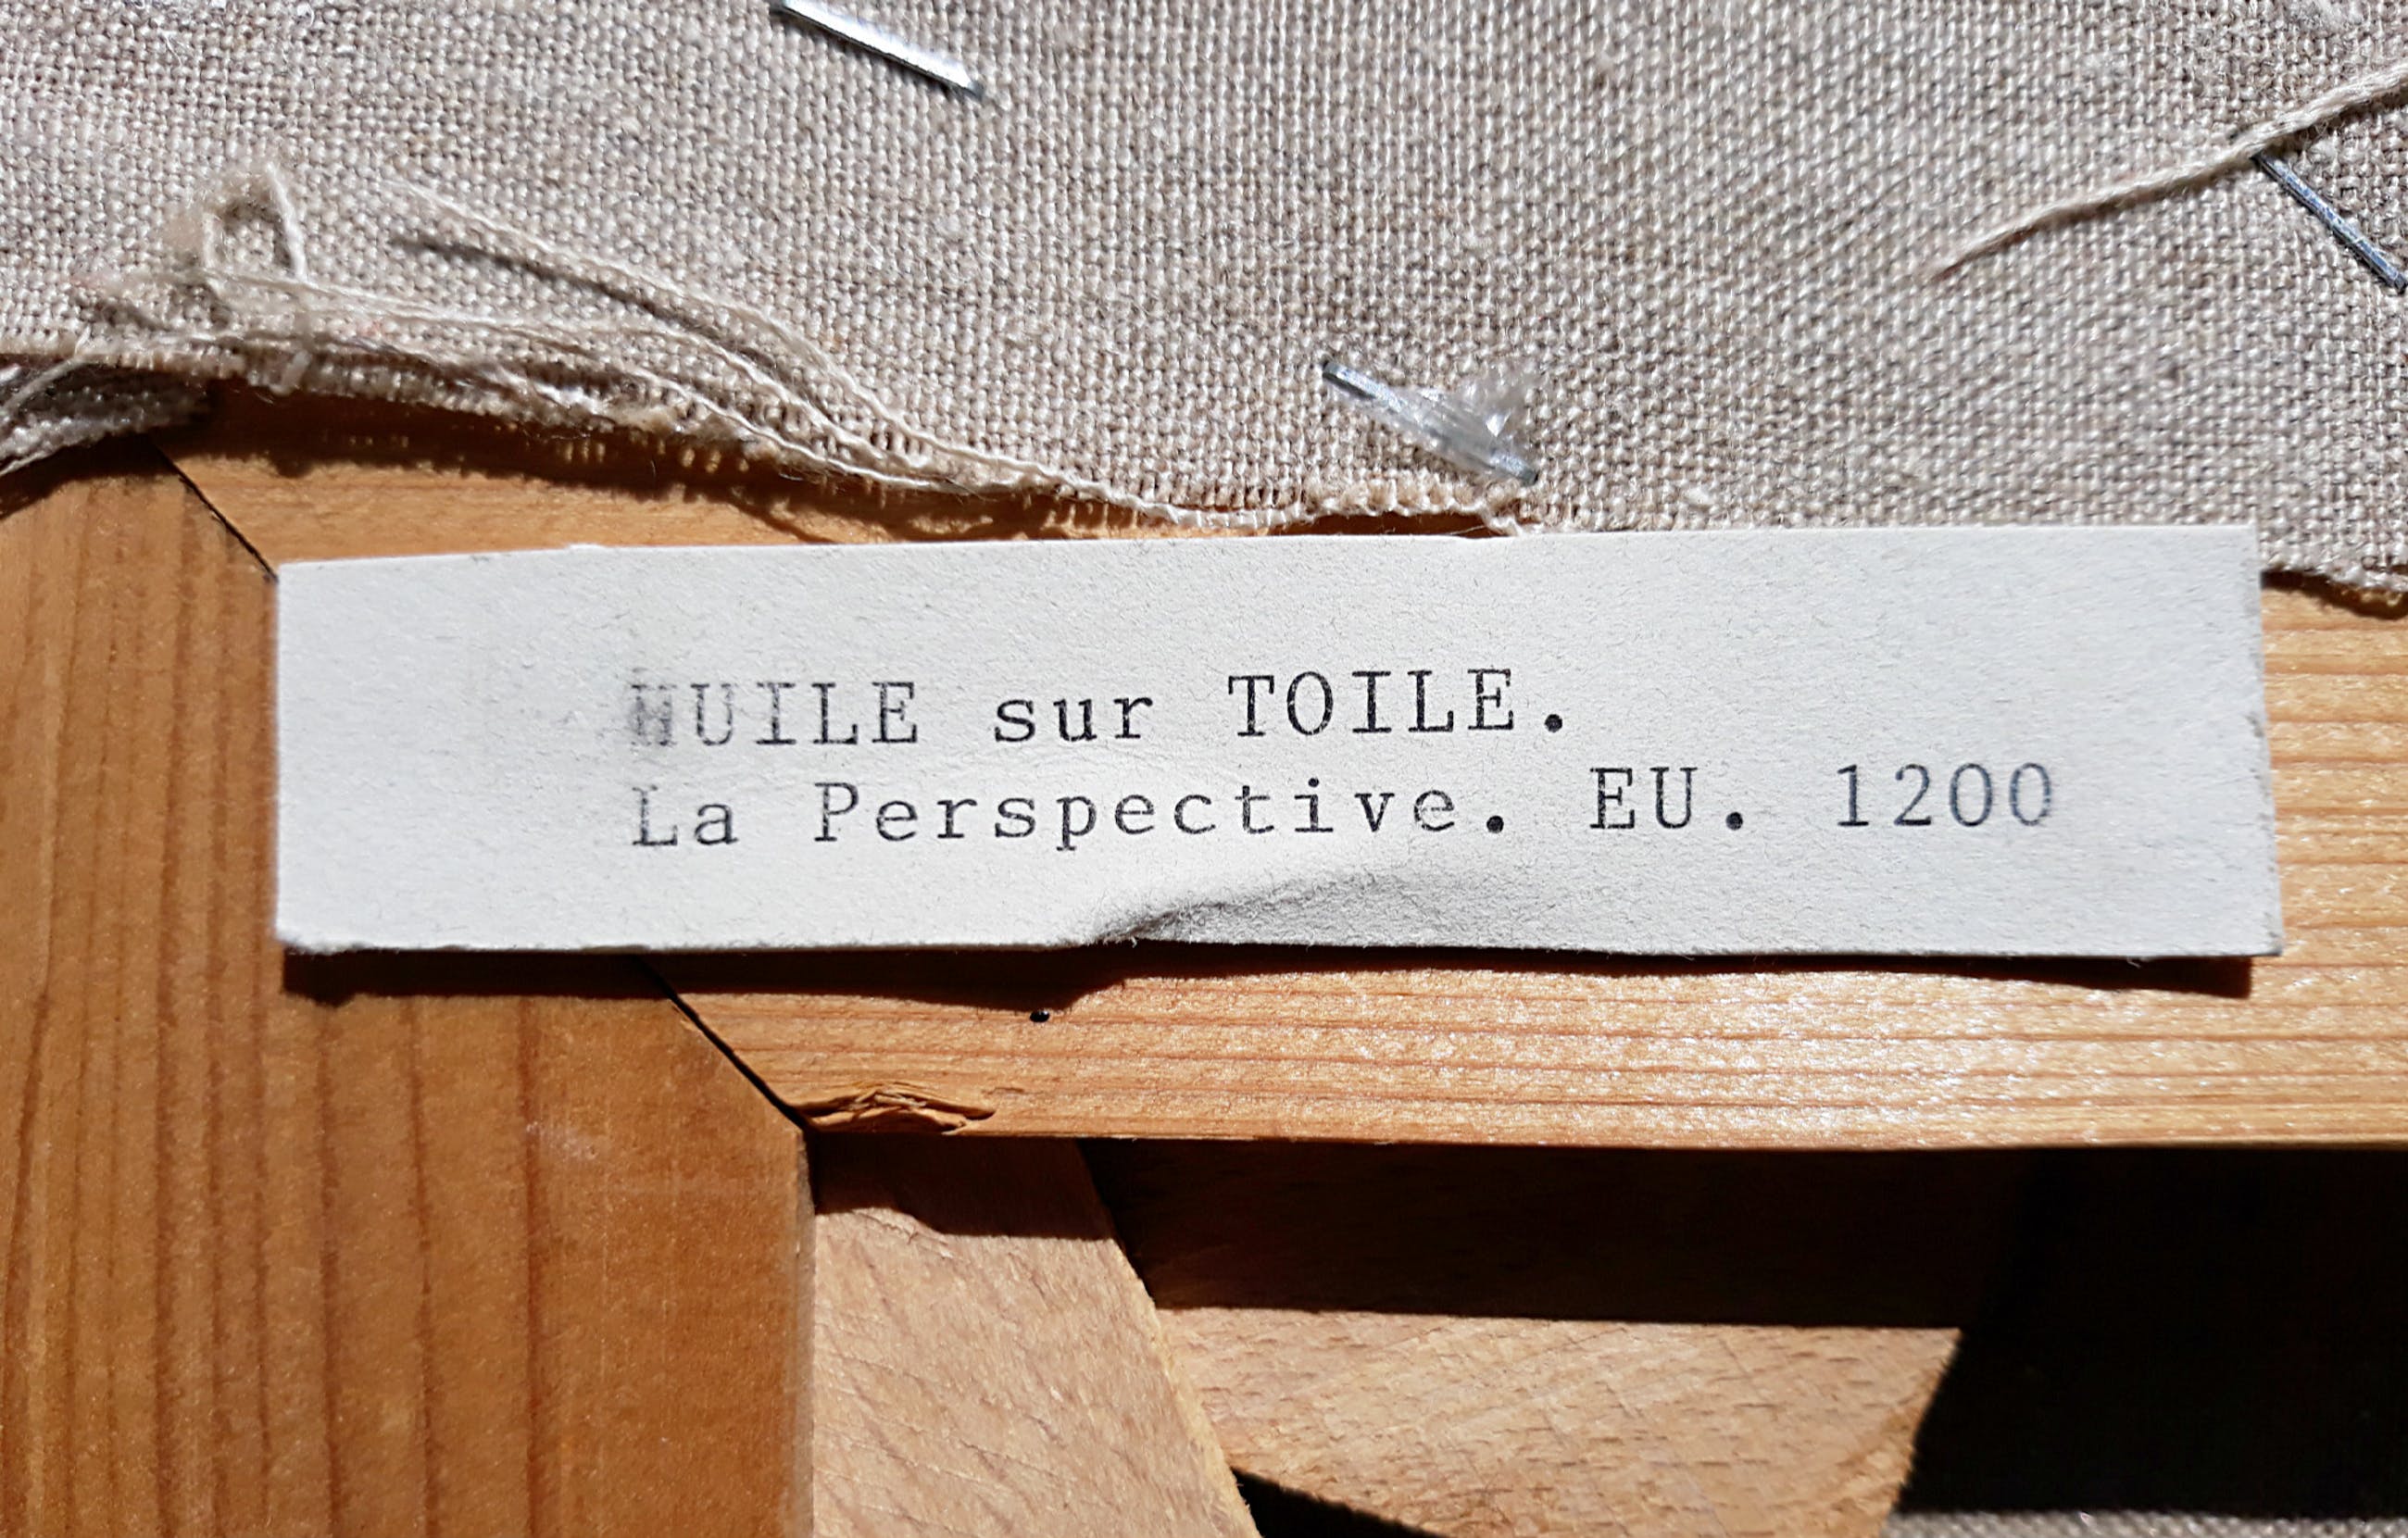 HUILE sur TOILE.
La Perspective. EU. 1200